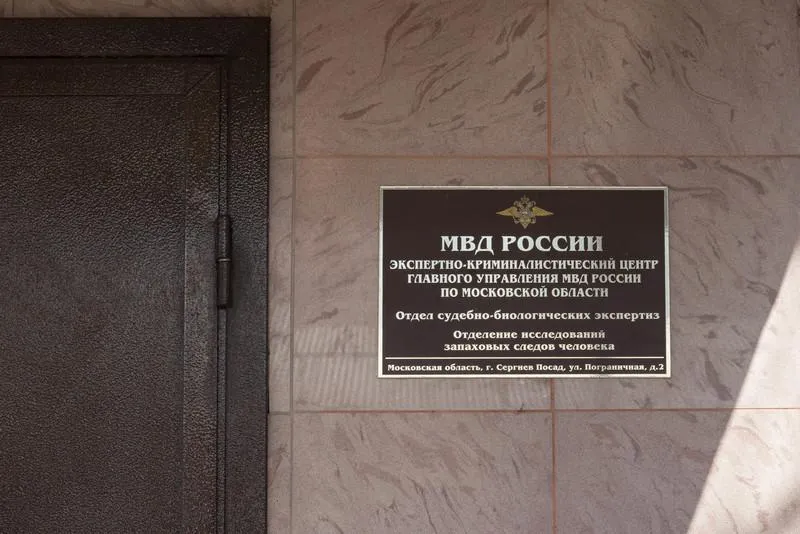 МВД РОССИИ
ЭКСПЕРТНО-КРИМИНАЛИСТИЧЕСКИЙ ЦЕНТР
ГЛАВНОГО УПРАВЛЕНИЯ МВД РОССИИ
ПО МОСКОВСКОЙ ОБЛАСТИ
Отдел судебно-биологических экспертиз
Отделение исследований
запаховых следов человека
Московская область, г. Сергиев Посад, ул. Пограничная, д.2